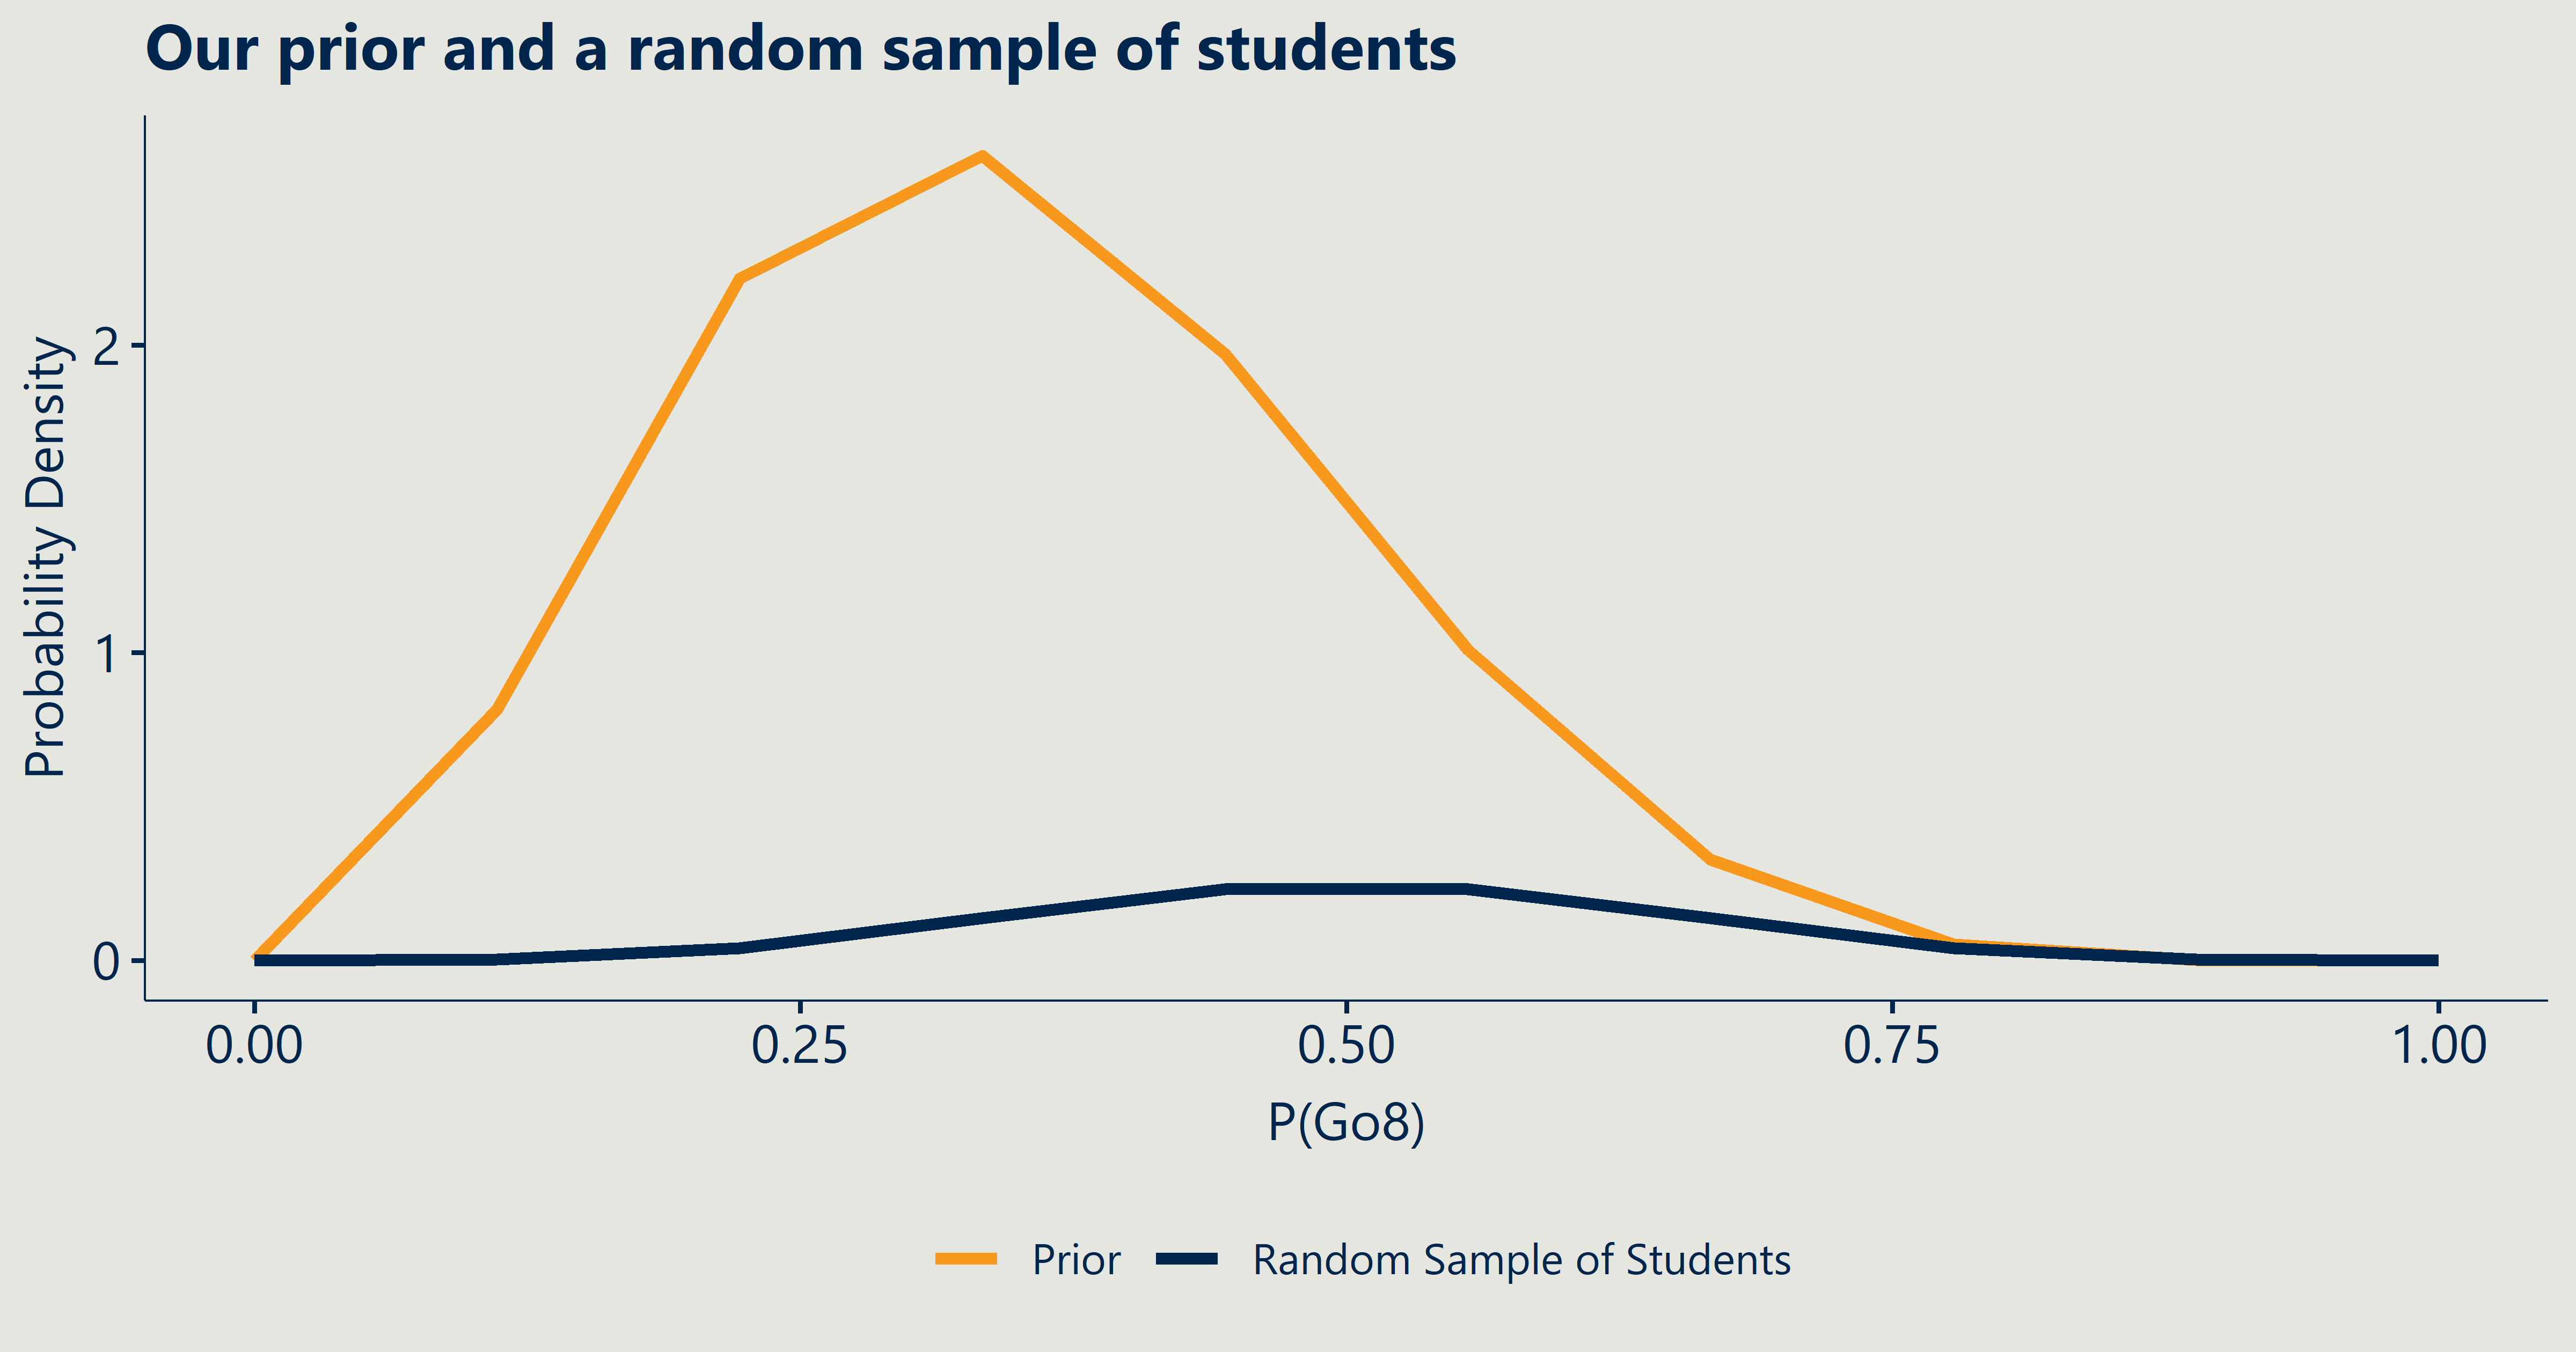 Our prior and a random sample of students
Probability Density
2
1
0
0.00 0.25 0.50 0.75 1.00
P(Go8)
Prior Random Sample of Students